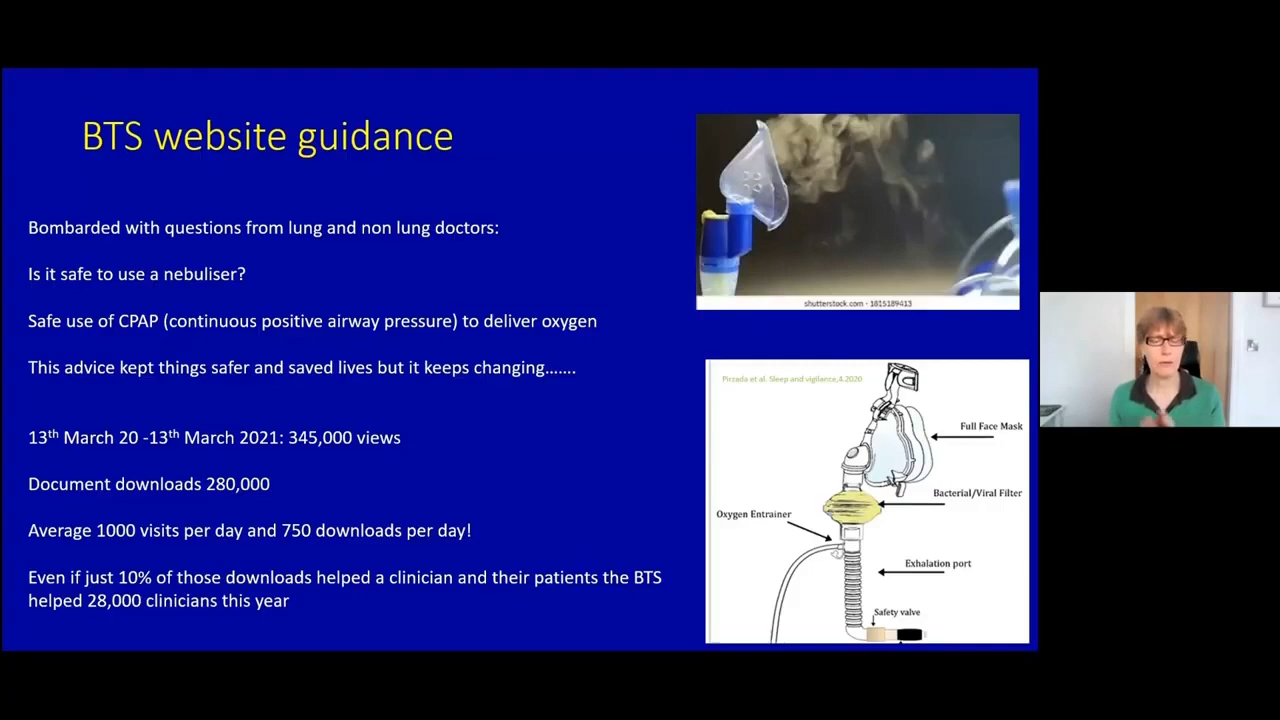 BTS website guidance
Bombarded with questions from lung and non lung doctors:
Is it safe to use a nebuliser?
Safe use of CPAP (continuous positive airway pressure) to deliver oxygen
This advice kept things safer and saved lives but it keeps changing…….
13th March 20 -13th March 2021: 345,000 views
Document downloads 280,000
Average 1000 visits per day and 750 downloads per day!
Even if just 10% of those downloads helped a clinician and their patients the BTS
helped 28,000 clinicians this year
shutterstock.com · 1815189413
Pirzada et al. Sleep and vigilance,4-2020
Full Face Mask
Bacterial/Viral Filter
Oxygen Entrainer
Exhalation port
Safety valve